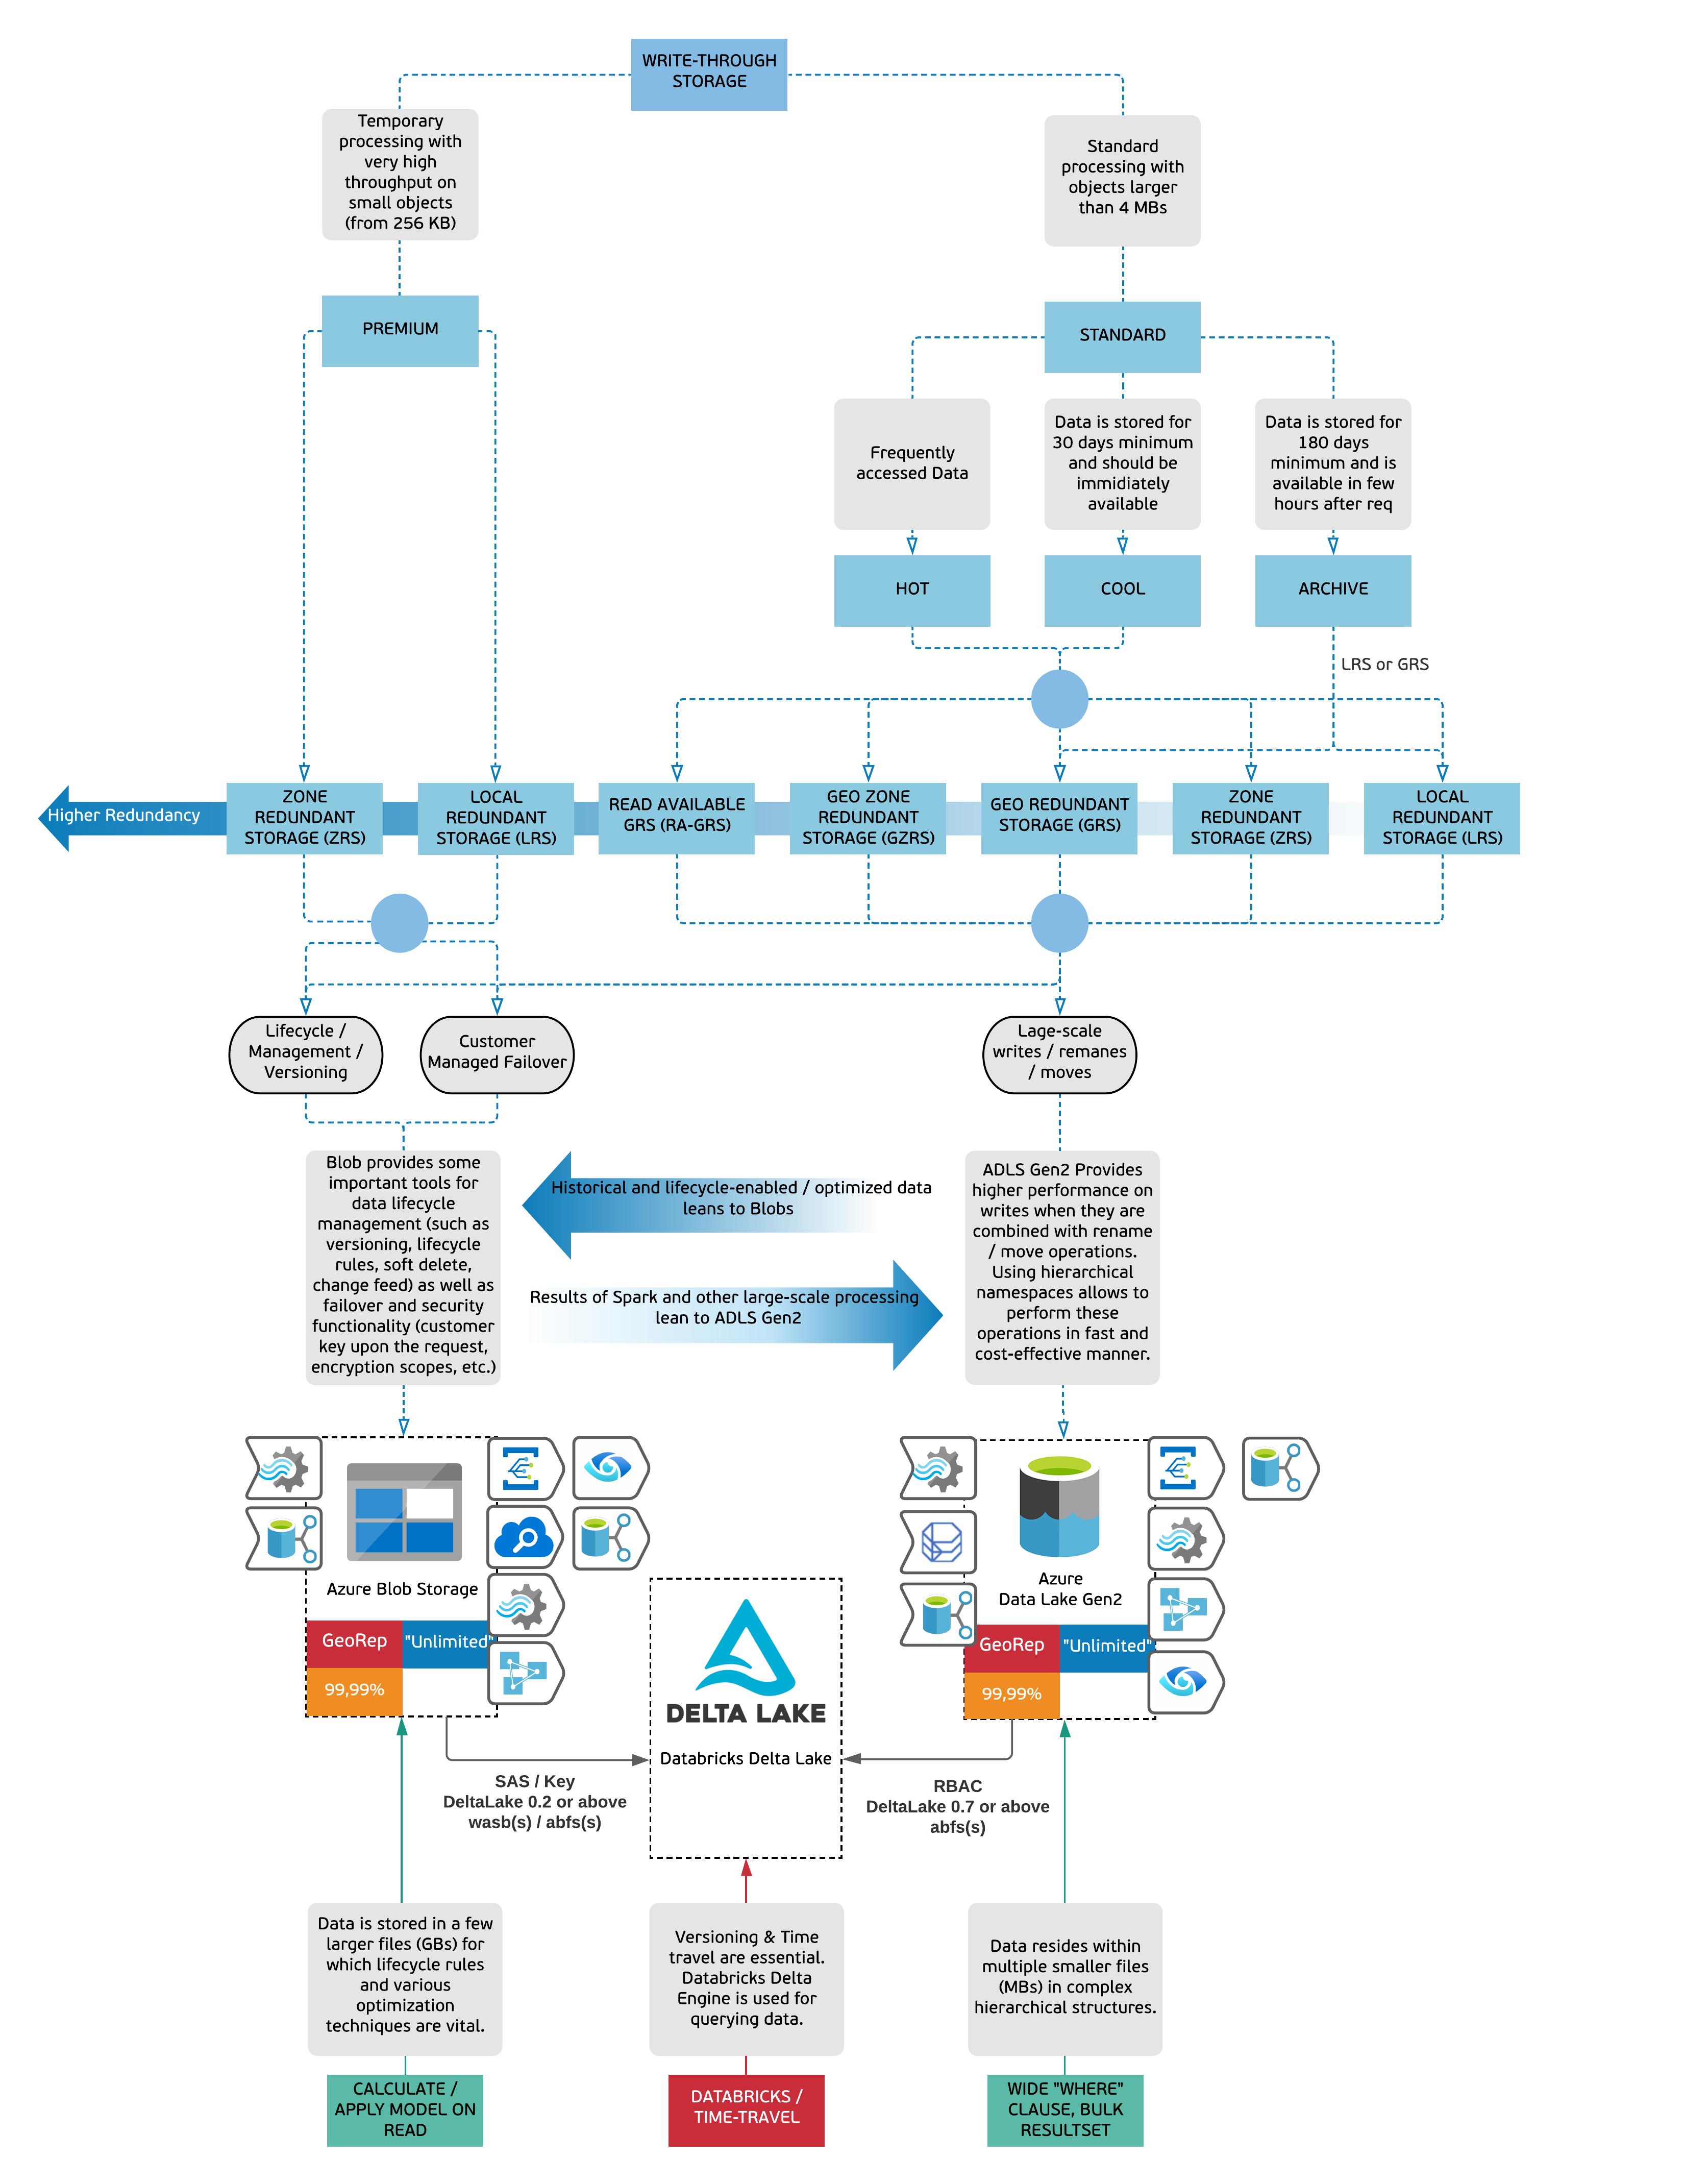 WRITE-THROUGH
STORAGE
Temporary
processing with
very high
throughput on
small objects
(from 256 KB)
Standard
processing with
objects larger
than 4 MBs
PREMIUM
STANDARD
Frequently
accessed Data
Data is stored for
30 days minimum
and should be
immidiately
available
Data is stored for
180 days
minimum and is
available in few
hours after req
HOT
COOL
ARCHIVE
LRS or GRS
Higher Redundancy
ZONE
REDUNDANT
STORAGE (ZRS)
LOCAL
REDUNDANT
STORAGE (LRS)
READ AVAILABLE
GRS (RA-GRS)
GEO ZONE
REDUNDANT
STORAGE (GZRS)
GEO REDUNDANT
STORAGE (GRS)
ZONE
REDUNDANT
STORAGE (ZRS)
LOCAL
REDUNDANT
STORAGE (LRS)
Lifecycle /
Management /
Versioning
Customer
Managed Failover
Lage-scale
writes / remanes
/ moves
Blob provides some
important tools for
data lifecycle
management (such as
versioning, lifecycle
rules, soft delete,
change feed) as well as
failover and security
functionality (customer
key upon the request,
encryption scopes, etc.)
Historical and lifecycle-enabled / optimized data
leans to Blobs
Results of Spark and other large-scale processing
lean to ADLS Gen2
ADLS Gen2 Provides
higher performance on
writes when they are
combined with rename
/ move operations.
Using hierarchical
namespaces allows to
perform these
operations in fast and
cost-effective manner.
Azure Blob Storage
GeoRep
"Unlimited"
99,99%
Azure
Data Lake Gen2
GeoRep
"Unlimited"
99,99%
DELTA LAKE
Databricks Delta Lake
SAS / Key
DeltaLake 0.2 or above
wasb(s) / abfs(s)
RBAC
DeltaLake 0.7 or above
abfs(s)
Data is stored in a few
larger files (GBs) for
which lifecycle rules
and various
optimization
techniques are vital.
Versioning & Time
travel are essential.
Databricks Delta
Engine is used for
querying data.
Data resides within
multiple smaller files
(MBs) in complex
hierarchical structures.
CALCULATE /
APPLY MODEL ON
READ
DATABRICKS /
TIME-TRAVEL
WIDE "WHERE"
CLAUSE, BULK
RESULTSET